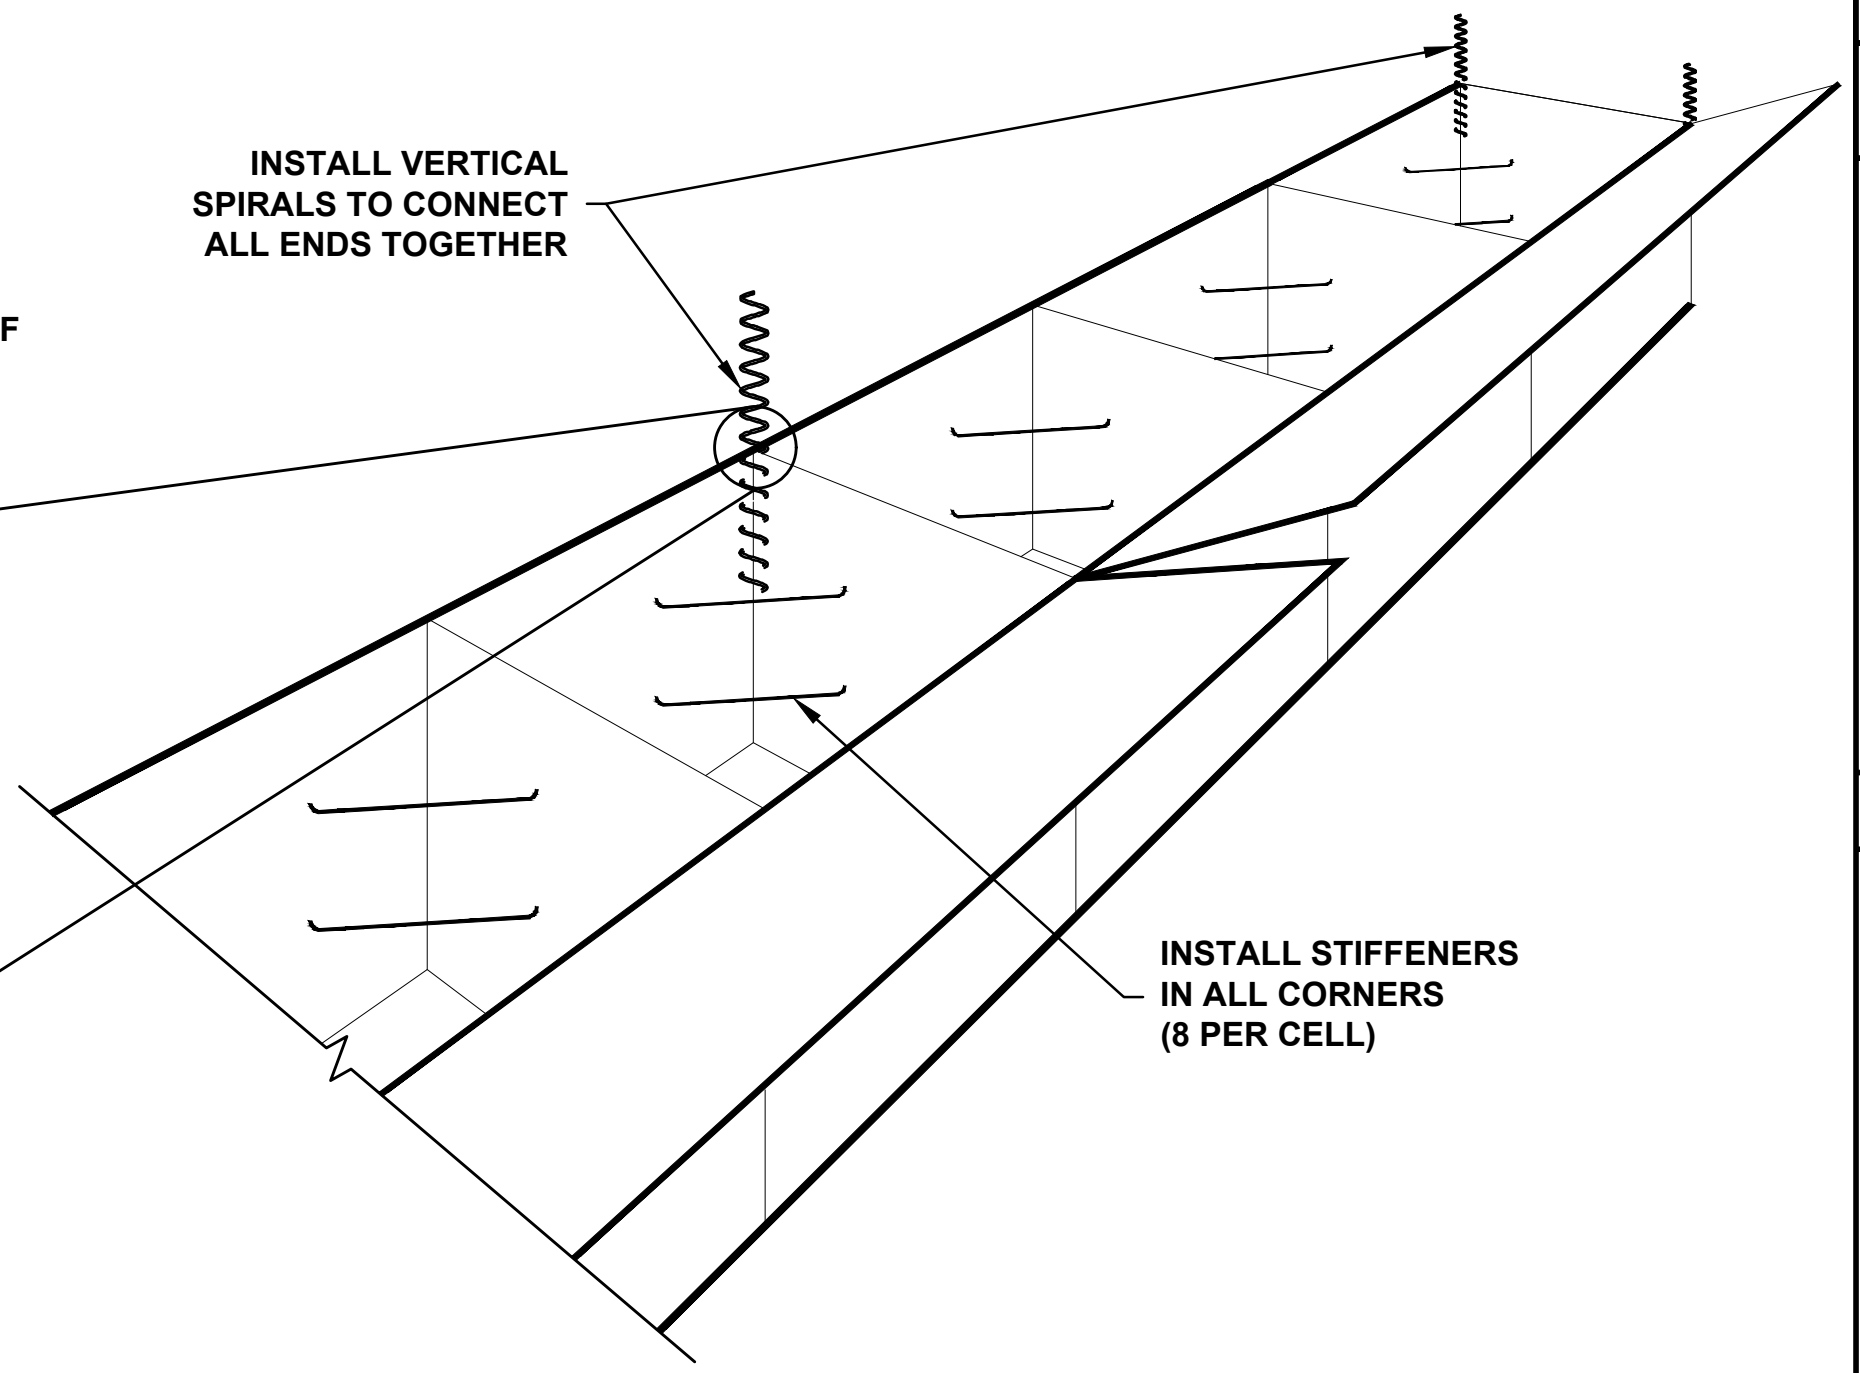 INSTALL VERTICAL
SPIRALS TO CONNECT
ALL ENDS TOGETHER
F
INSTALL STIFFENERS
IN ALL CORNERS
(8 PER CELL)